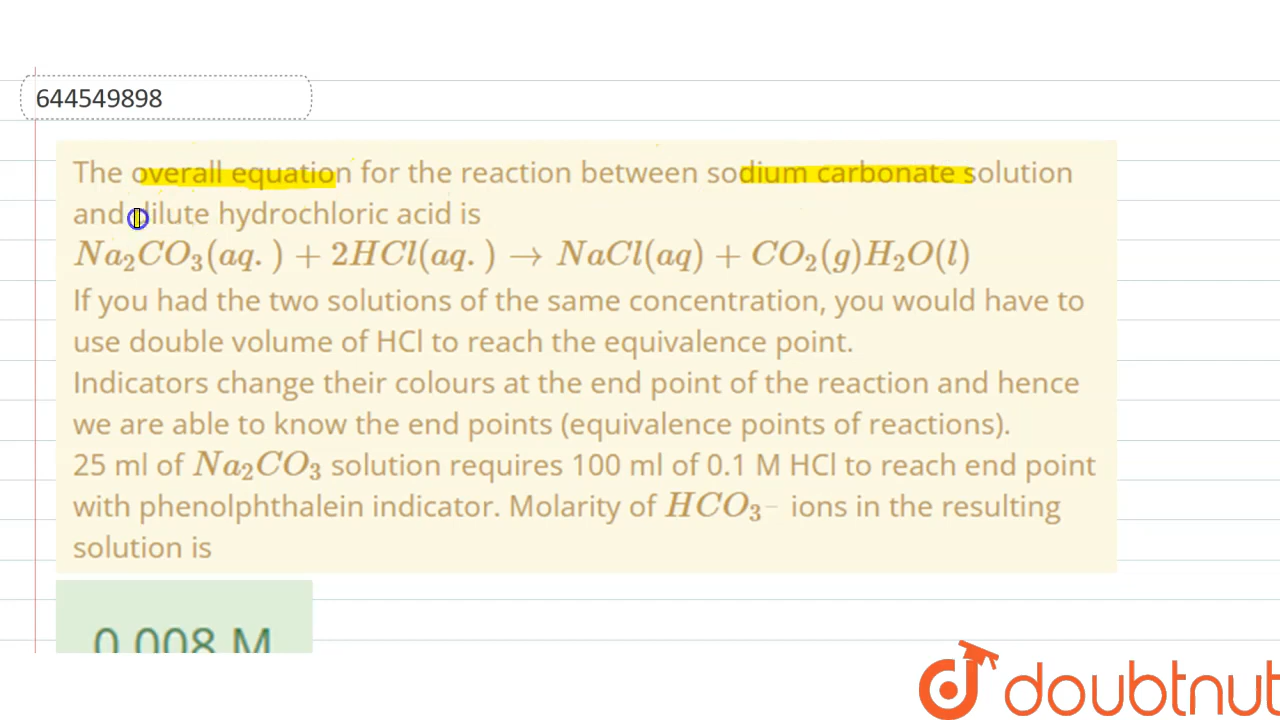 644549898
The overall equation for the reaction between sodium carbonate solution
and dilute hydrochloric acid is
Na₂CO₃(aq. ) + 2HCl(aq. ) → NaCl(aq) + CO₂(g)H₂O(l)
If you had the two solutions of the same concentration, you would have to
use double volume of HCl to reach the equivalence point.
Indicators change their colours at the end point of the reaction and hence
we are able to know the end points (equivalence points of reactions).
25 ml of Na₂CO₃ solution requires 100 ml of 0.1 M HCl to reach end point
with phenolphthalein indicator. Molarity of HCO₃₋ ions in the resulting
solution is
0.008 M
doubtnut